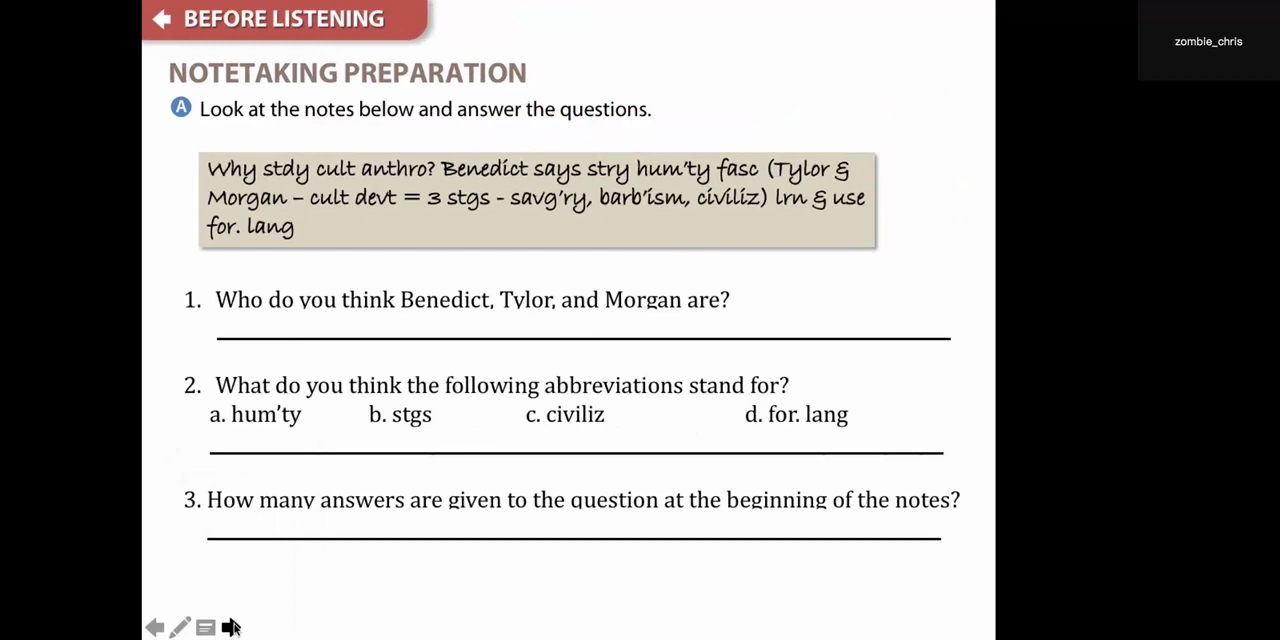 BEFORE LISTENING
zombie_chris
NOTETAKING PREPARATION
A Look at the notes below and answer the questions.
Why stdy cult anthro? Benedict says stry hum'ty fasc (Tylor &
Morgan – cult devt = 3 stgs - savg'ry, barb'ism, civiliz) lrn & use
for. lang
1. Who do you think Benedict, Tylor, and Morgan are?
2. What do you think the following abbreviations stand for?
a. hum'ty b. stgs c. civiliz d. for. lang
3. How many answers are given to the question at the beginning of the notes?